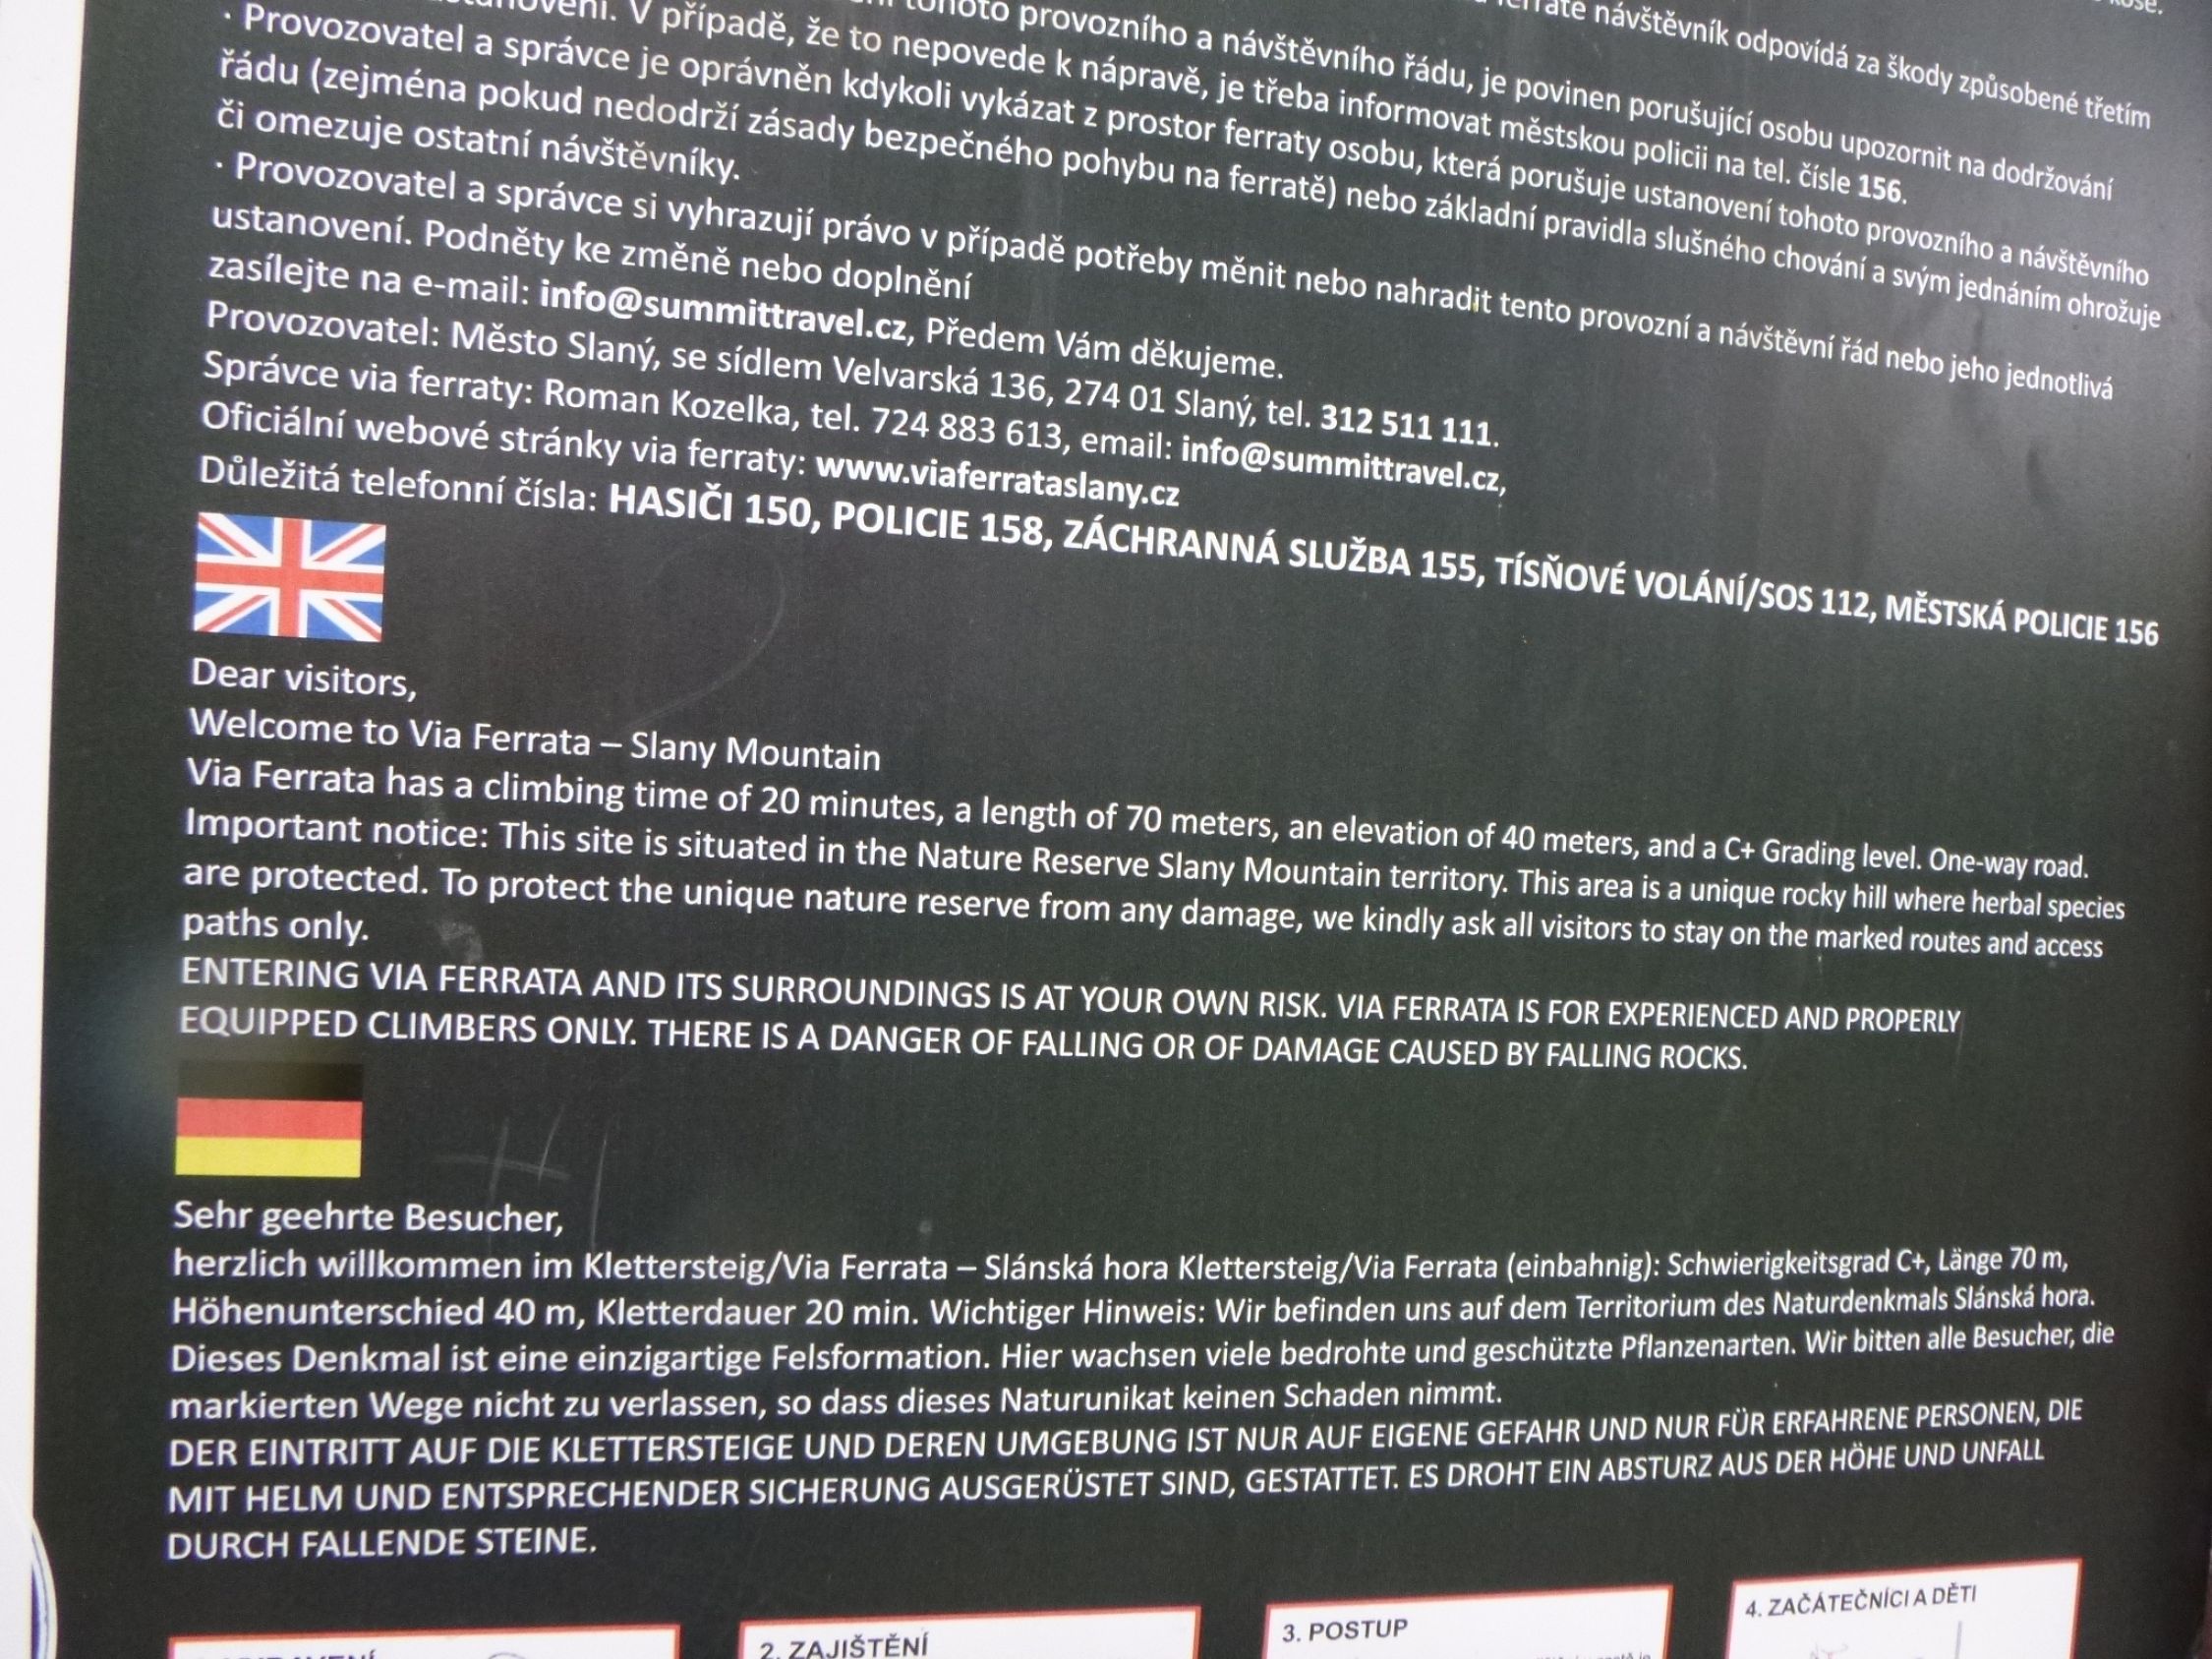 návštěvník odpovídá za škody způsobené třetím
tohoto provozního a návštěvního řádu, je povinen porušující osobu upozornit na dodržování
V případě, že to nepovede k nápravě, je třeba informovat městskou policii na tel. čísle 156.
· Provozovatel a správce je oprávněn kdykoli vykázat z prostor ferraty osobu, která porušuje ustanovení tohoto provozního a návštěvního
řádu (zejména pokud nedodrží zásady bezpečného pohybu na ferratě) nebo základní pravidla slušného chování a svým jednáním ohrožuje
či omezuje ostatní návštěvníky.
· Provozovatel a správce si vyhrazují právo v případě potřeby měnit nebo nahradit tento provozní a návštěvní řád nebo jeho jednotlivá
ustanovení. Podněty ke změně nebo doplnění
zasílejte na e-mail: info@summittravel.cz, Předem Vám děkujeme.
Provozovatel: Město Slaný, se sídlem Velvarská 136, 274 01 Slaný, tel. 312 511 111.
Správce via ferraty: Roman Kozelka, tel. 724 883 613, email: info@summittravel.cz,
Oficiální webové stránky via ferraty: www.viaferrataslany.cz
Důležitá telefonní čísla: HASIČI 150, POLICIE 158, ZÁCHRANNÁ SLUŽBA 155, TÍSŇOVÉ VOLÁNÍ/SOS 112, MĚSTSKÁ POLICIE 156
Dear visitors,
Welcome to Via Ferrata – Slany Mountain
Via Ferrata has a climbing time of 20 minutes, a length of 70 meters, an elevation of 40 meters, and a C+ Grading level. One-way road.
Important notice: This site is situated in the Nature Reserve Slany Mountain territory. This area is a unique rocky hill where herbal species
are protected. To protect the unique nature reserve from any damage, we kindly ask all visitors to stay on the marked routes and access
paths only.
ENTERING VIA FERRATA AND ITS SURROUNDINGS IS AT YOUR OWN RISK. VIA FERRATA IS FOR EXPERIENCED AND PROPERLY
EQUIPPED CLIMBERS ONLY. THERE IS A DANGER OF FALLING OR OF DAMAGE CAUSED BY FALLING ROCKS.
Sehr geehrte Besucher,
herzlich willkommen im Klettersteig/Via Ferrata – Slánská hora Klettersteig/Via Ferrata (einbahnig): Schwierigkeitsgrad C+, Länge 70 m,
Höhenunterschied 40 m, Kletterdauer 20 min. Wichtiger Hinweis: Wir befinden uns auf dem Territorium des Naturdenkmals Slánská hora.
Dieses Denkmal ist eine einzigartige Felsformation. Hier wachsen viele bedrohte und geschützte Pflanzenarten. Wir bitten alle Besucher, die
markierten Wege nicht zu verlassen, so dass dieses Naturunikat keinen Schaden nimmt.
DER EINTRITT AUF DIE KLETTERSTEIGE UND DEREN UMGEBUNG IST NUR AUF EIGENE GEFAHR UND NUR FÜR ERFAHRENE PERSONEN, DIE
MIT HELM UND ENTSPRECHENDER SICHERUNG AUSGERÜSTET SIND, GESTATTET. ES DROHT EIN ABSTURZ AUS DER HÖHE UND UNFALL
DURCH FALLENDE STEINE.
2. ZAJIŠTĚNÍ
3. POSTUP
4. ZAČÁTEČNÍCI A DĚTI